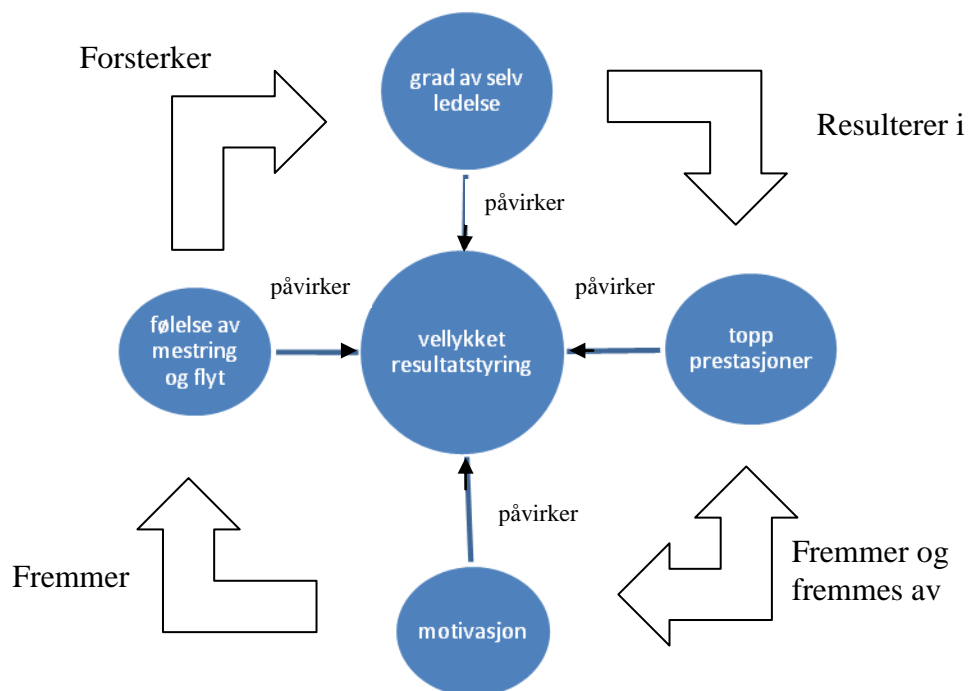 Forsterker
grad av selv
ledelse
Resulterer i
påvirker
påvirker
påvirker
følelse av
mestring
og flyt
vellykket
resultatstyring
topp
prestasjoner
påvirker
Fremmer
Fremmer og
fremmes av
motivasjon